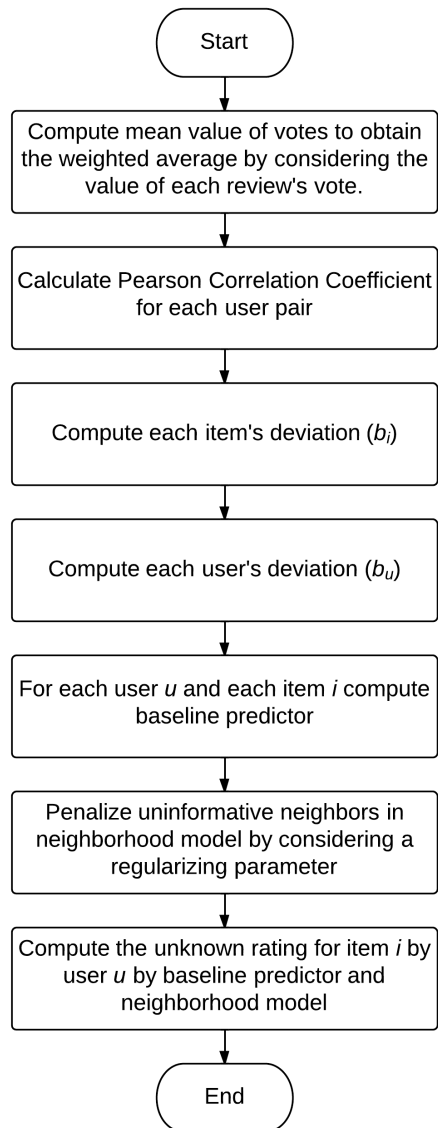 Start
Compute mean value of votes to obtain
the weighted average by considering the
value of each review's vote.
Calculate Pearson Correlation Coefficient
for each user pair
Compute each item's deviation (bᵢ)
Compute each user's deviation (bᵤ)
For each user u and each item i compute
baseline predictor
Penalize uninformative neighbors in
neighborhood model by considering a
regularizing parameter
Compute the unknown rating for item i by
user u by baseline predictor and
neighborhood model
End